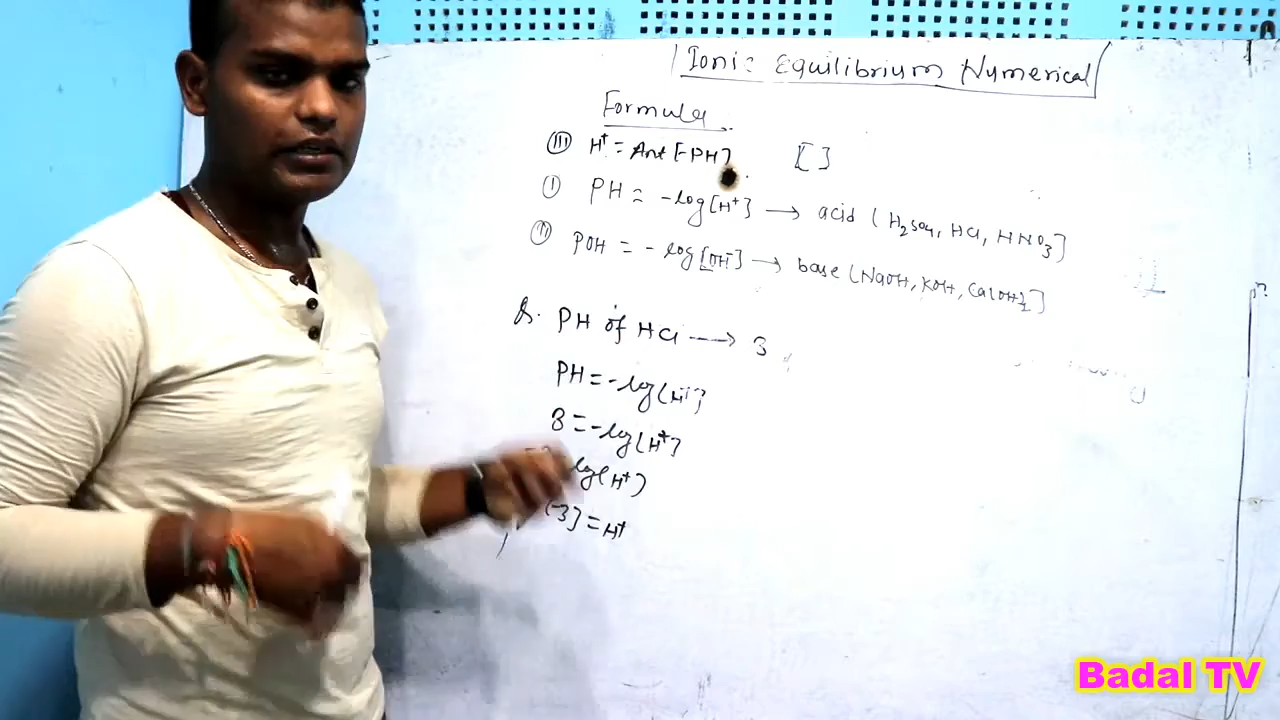 Ionic Equilibrium Numerical
Formula
III H⁺ = Ant [-PH] [ ]
I PH = -log[H⁺] → acid (H₂SO₄, HCl, HNO₃]
II POH = - log[OH⁻] → base (NaOH, KOH, Ca(OH)₂]
Q. PH of HCl → 3
PH = -log[H⁺]
3 = -log[H⁺]
log(H⁺)
(-3] = H⁺
Badal TV